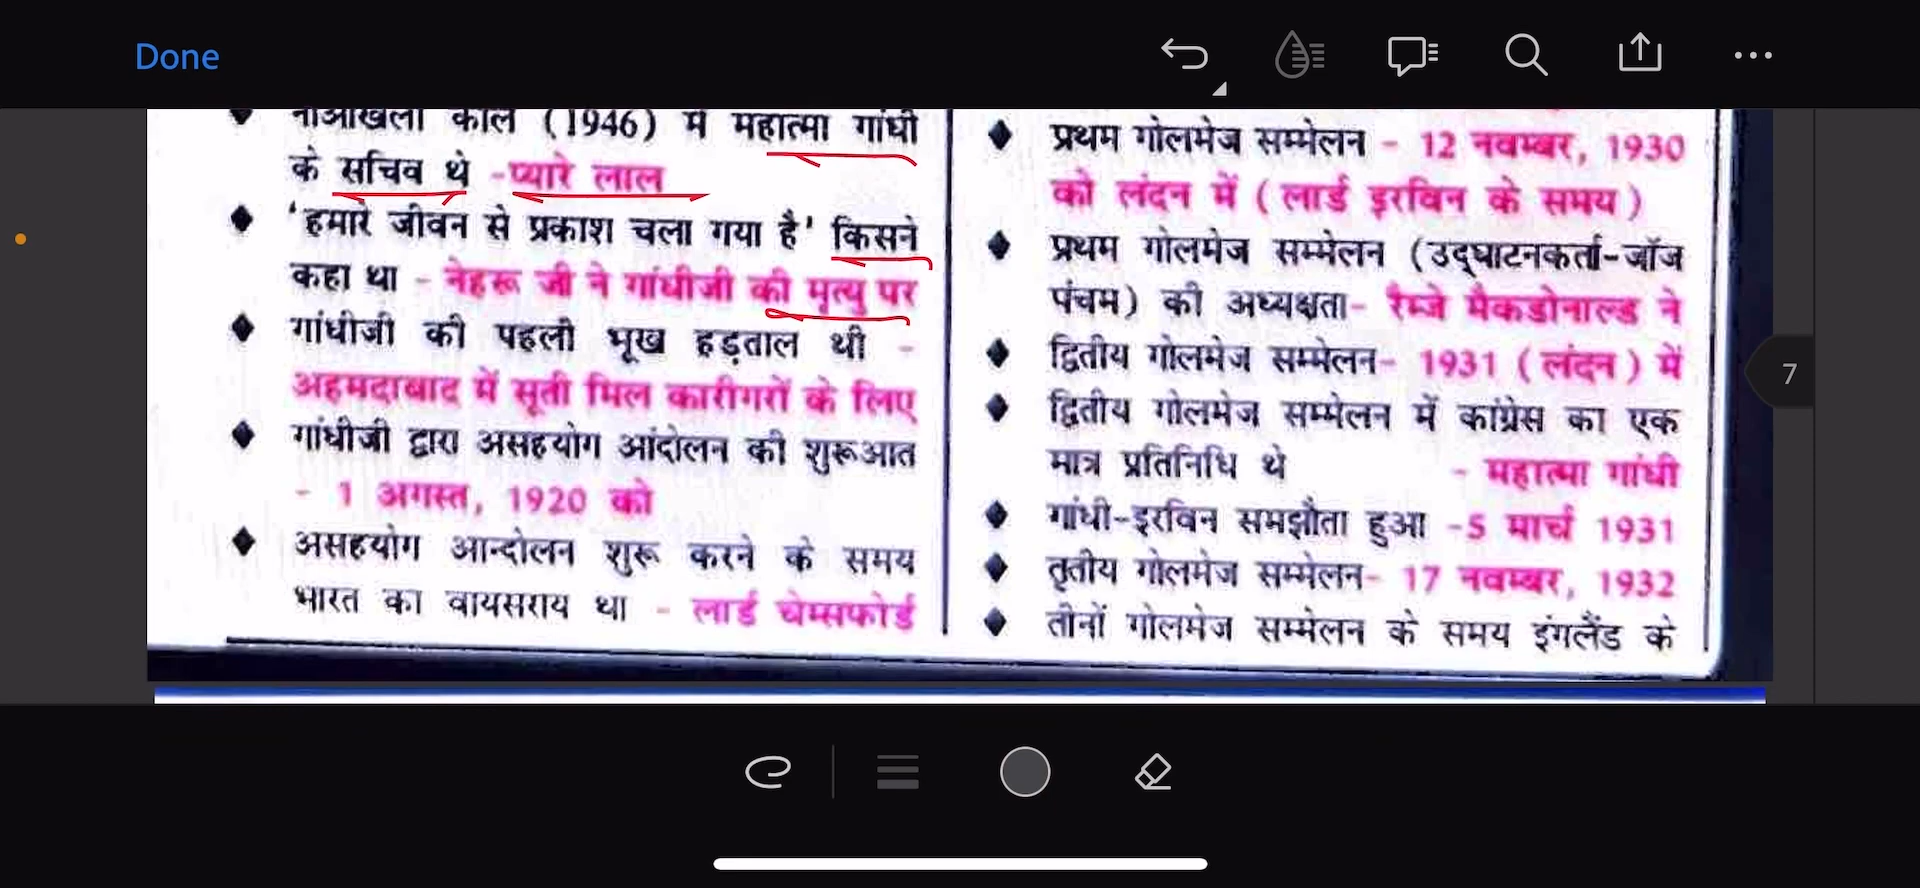 Done
नोआखली काल (1946) में महात्मा गांधी
के सचिव थे -प्यारे लाल
'हमारे जीवन से प्रकाश चला गया है' किसने
कहा था - नेहरू जी ने गांधीजी की मृत्यु पर
गांधीजी की पहली भूख हड़ताल थी -
अहमदाबाद में सूती मिल कारीगरों के लिए
गांधीजी द्वारा असहयोग आंदोलन की शुरूआत
- 1 अगस्त, 1920 को
असहयोग आन्दोलन शुरू करने के समय
भारत का वायसराय था - लार्ड चेम्सफोर्ड
प्रथम गोलमेज सम्मेलन - 12 नवम्बर, 1930
को लंदन में (लार्ड इरविन के समय)
प्रथम गोलमेज सम्मेलन (उद्घाटनकर्ता-जॉज
पंचम) की अध्यक्षता- रैम्जे मैकडोनाल्ड ने
द्वितीय गोलमेज सम्मेलन- 1931 (लंदन) में
द्वितीय गोलमेज सम्मेलन में कांग्रेस का एक
मात्र प्रतिनिधि थे - महात्मा गांधी
गांधी-इरविन समझौता हुआ -5 मार्च 1931
तृतीय गोलमेज सम्मेलन- 17 नवम्बर, 1932
तीनों गोलमेज सम्मेलन के समय इंगलैंड के
7